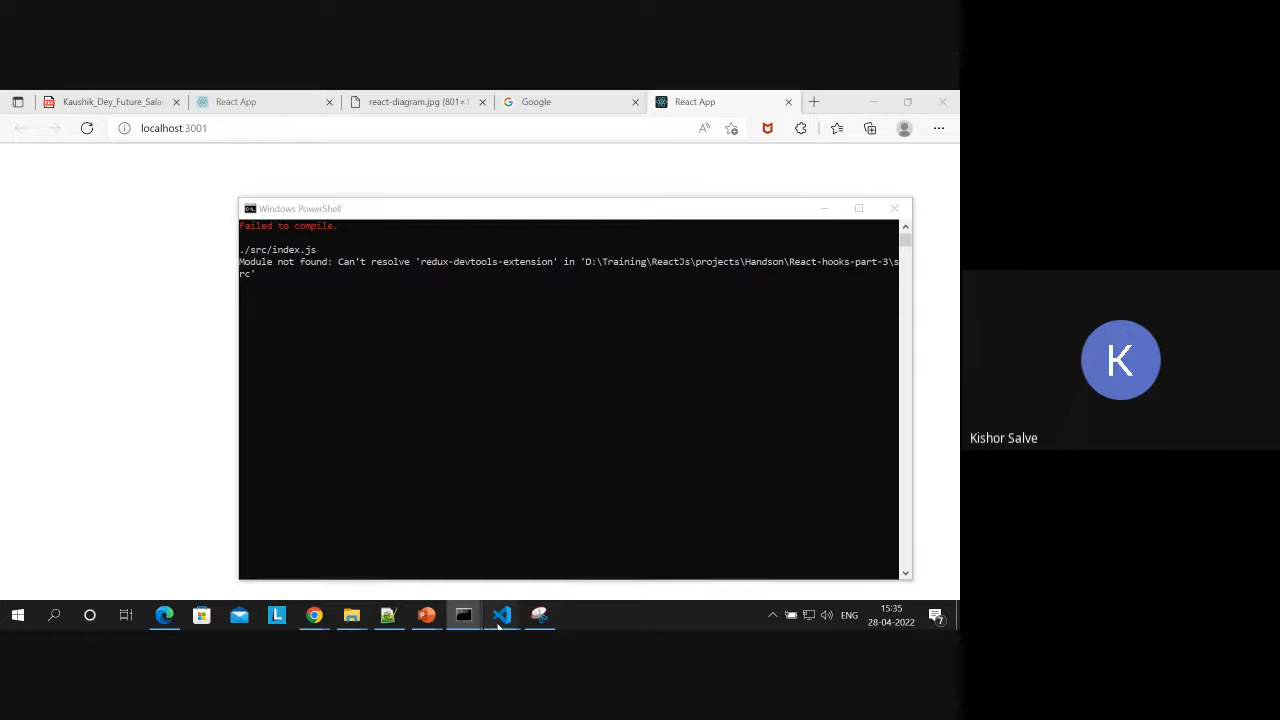 Kaushik_Dey_Future_Sala
React App
react-diagram.jpg (801×1
Google
React App
localhost:3001
Windows PowerShell
Failed to compile.
./src/index.js
Module not found: Can't resolve 'redux-devtools-extension' in 'D:\Training\ReactJs\projects\Handson\React-hooks-part-3\s
rc'
K
Kishor Salve
L
ENG
15:35
28-04-2022
7